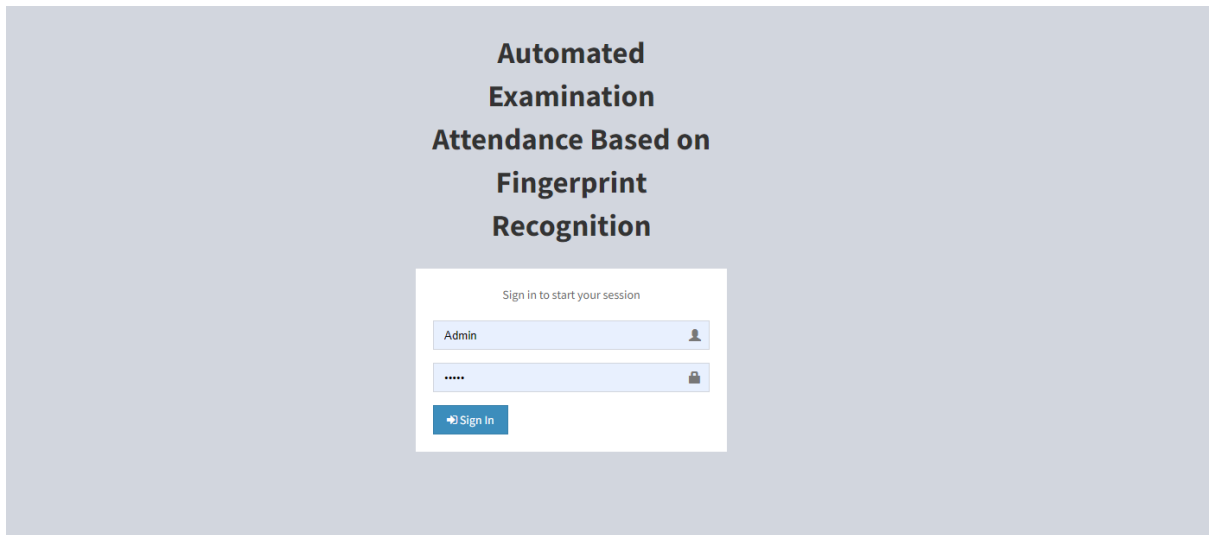 Automated
Examination
Attendance Based on
Fingerprint
Recognition
Sign in to start your session
Admin
•••••
Sign In